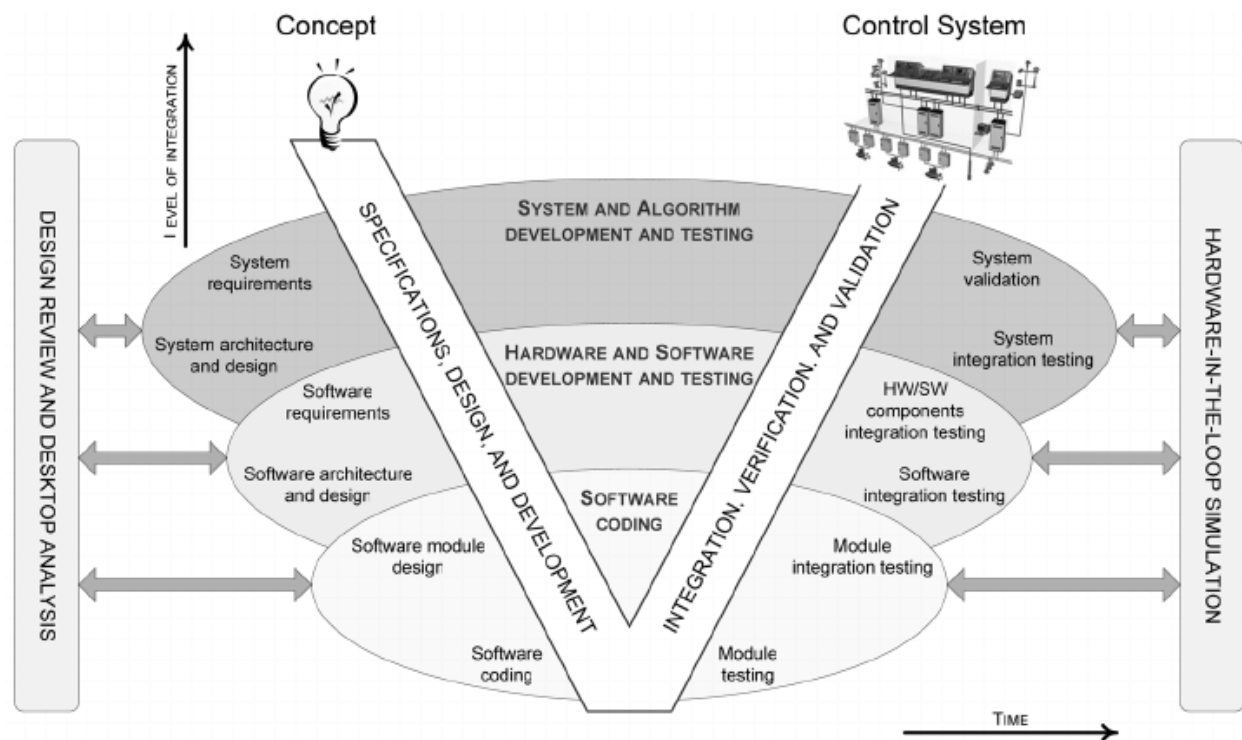 Concept
Control System
LEVEL OF INTEGRATION
DESIGN REVIEW AND DESKTOP ANALYSIS
SPECIFICATIONS, DESIGN, AND DEVELOPMENT
INTEGRATION. VERIFICATION. AND VALIDATION
HARDWARE-IN-THE-LOOP SIMULATION
SYSTEM AND ALGORITHM
DEVELOPMENT AND TESTING
System
requirements
System architecture
and design
System
validation
System
integration testing
HARDWARE AND SOFTWARE
DEVELOPMENT AND TESTING
Software
requirements
Software architecture
and design
HW/SW
components
integration testing
Software
integration testing
SOFTWARE
CODING
Software module
design
Software
coding
Module
integration testing
Module
testing
TIME